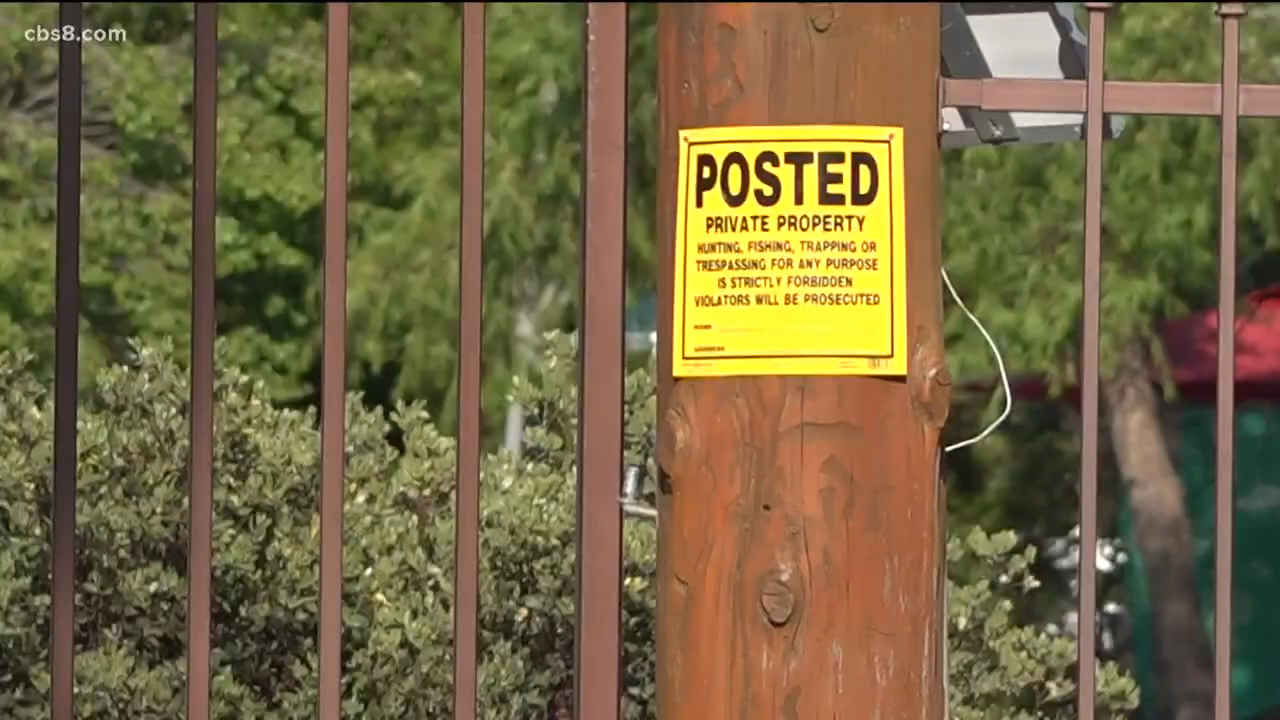 cbs8.com
POSTED
PRIVATE PROPERTY
HUNTING, FISHING, TRAPPING OR
TRESPASSING FOR ANY PURPOSE
IS STRICTLY FORBIDDEN
VIOLATORS WILL BE PROSECUTED